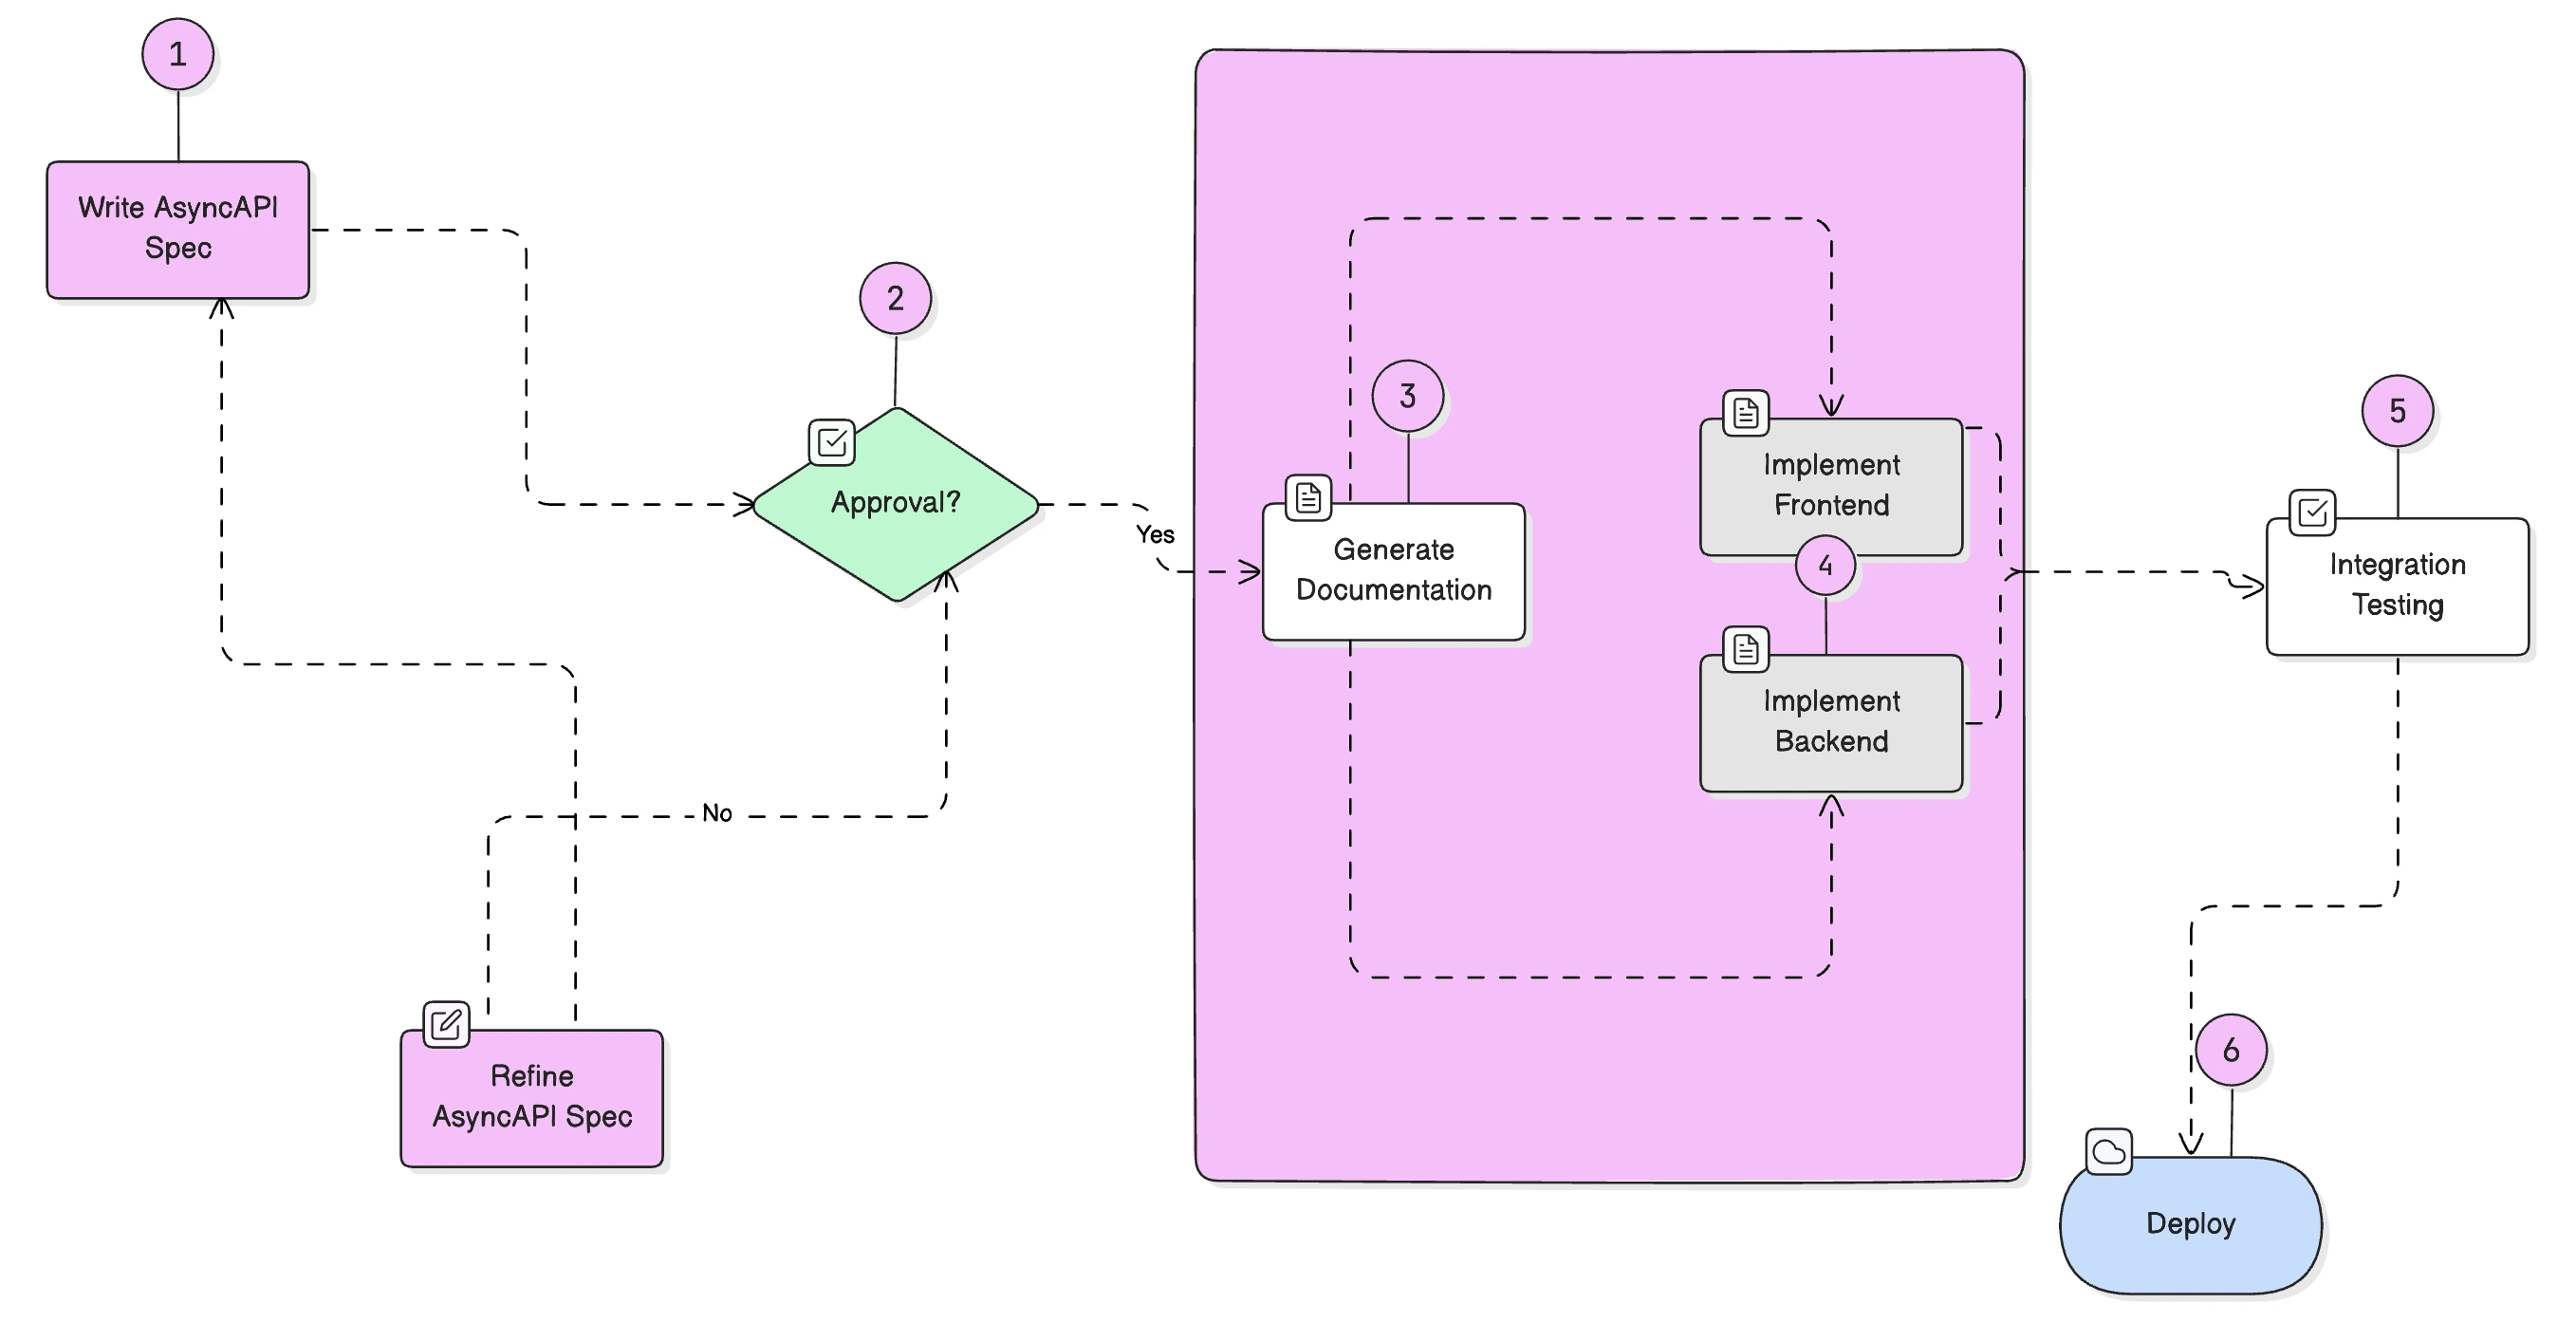 1
Write AsyncAPI
Spec
2
Approval?
Yes
No
Refine
AsyncAPI Spec
3
Generate
Documentation
Implement
Frontend
4
Implement
Backend
5
Integration
Testing
6
Deploy